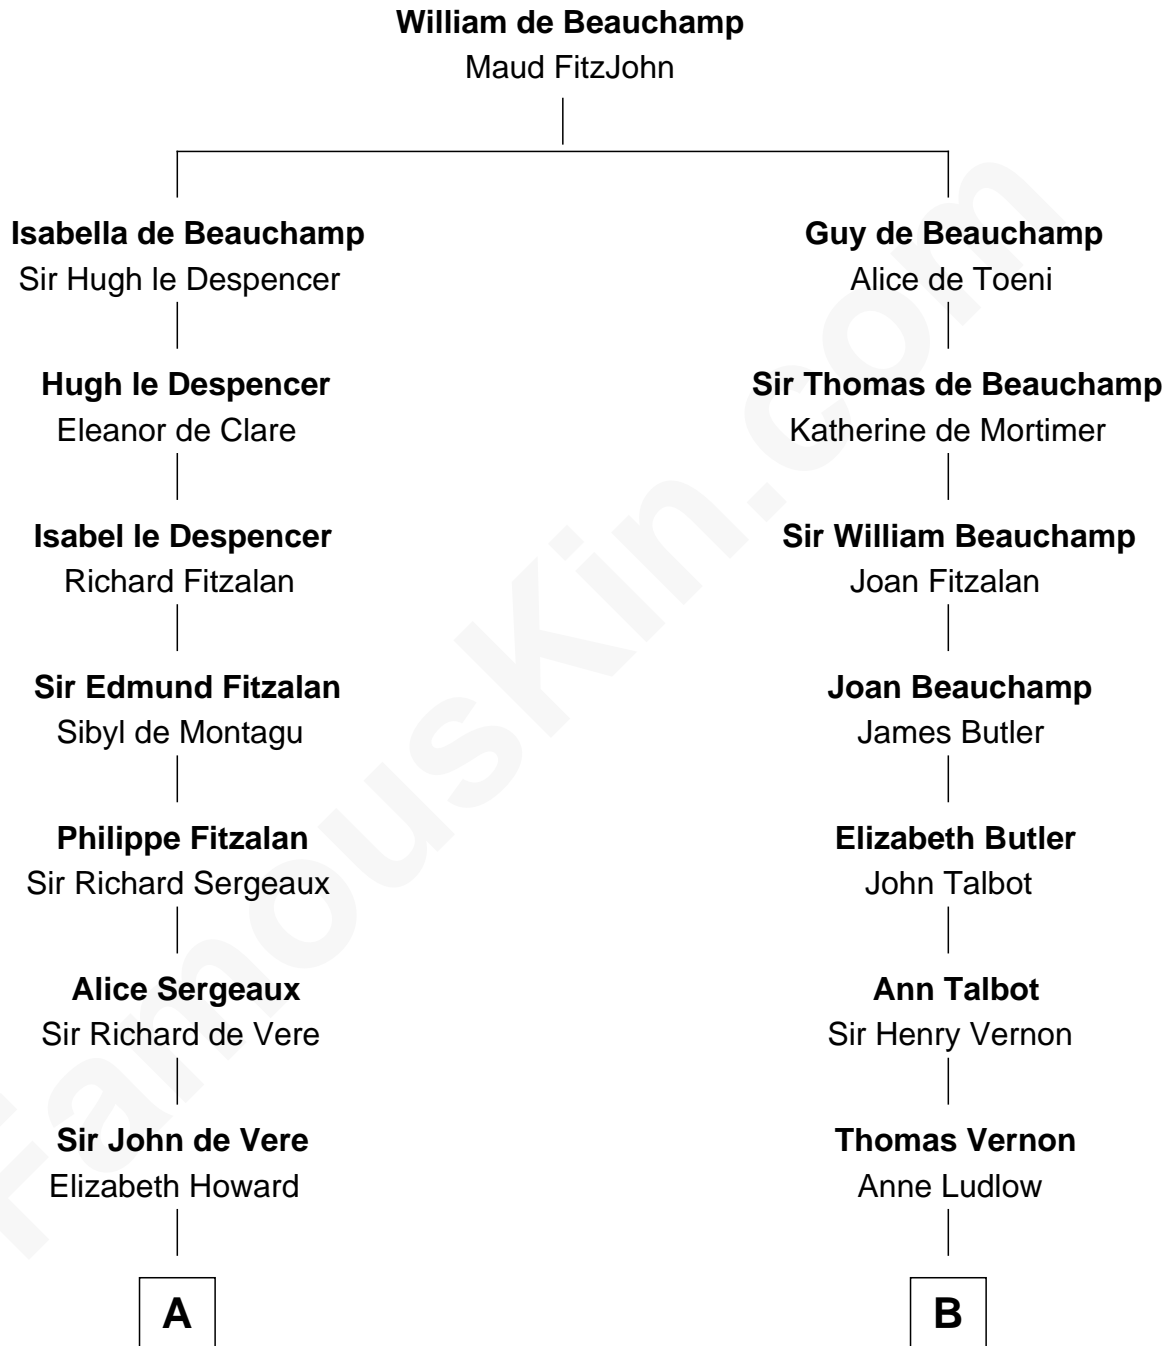 William de Beauchamp
Maud FitzJohn
Isabella de Beauchamp
Sir Hugh le Despencer
Guy de Beauchamp
Alice de Toeni
Hugh le Despencer
Eleanor de Clare
Sir Thomas de Beauchamp
Katherine de Mortimer
Isabel le Despencer
Richard Fitzalan
Sir William Beauchamp
Joan Fitzalan
Sir Edmund Fitzalan
Sibyl de Montagu
Joan Beauchamp
James Butler
Philippe Fitzalan
Sir Richard Sergeaux
Elizabeth Butler
John Talbot
Alice Sergeaux
Sir Richard de Vere
Ann Talbot
Sir Henry Vernon
Sir John de Vere
Elizabeth Howard
Thomas Vernon
Anne Ludlow
A
B
FamousKin.com